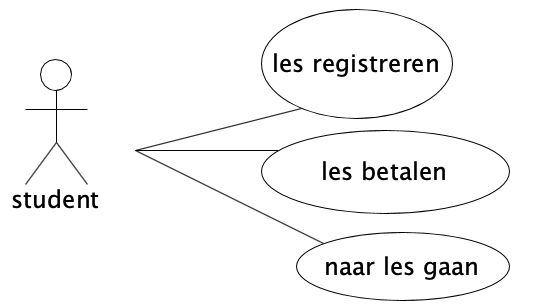 les registreren
les betalen
student
naar les gaan